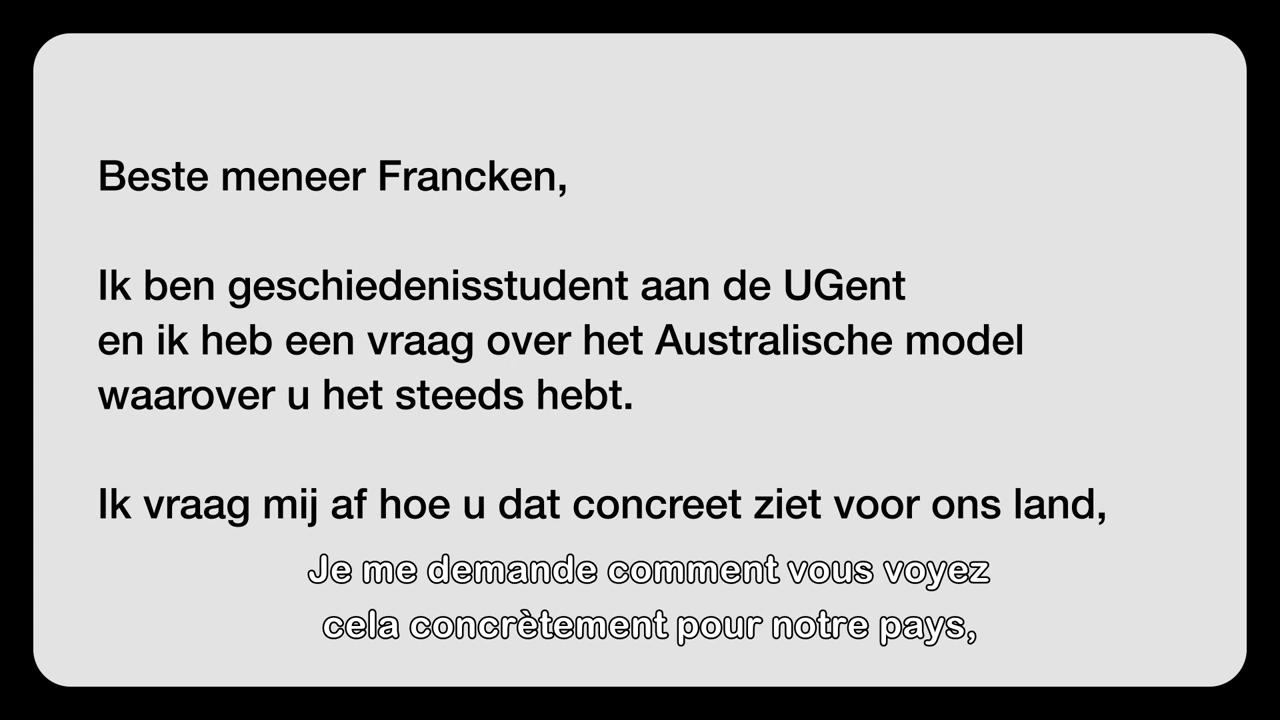 Beste meneer Francken,
Ik ben geschiedenisstudent aan de UGent
en ik heb een vraag over het Australische model
waarover u het steeds hebt.
Ik vraag mij af hoe u dat concreet ziet voor ons land,
Je me demande comment vous voyez
cela concrètement pour notre pays,